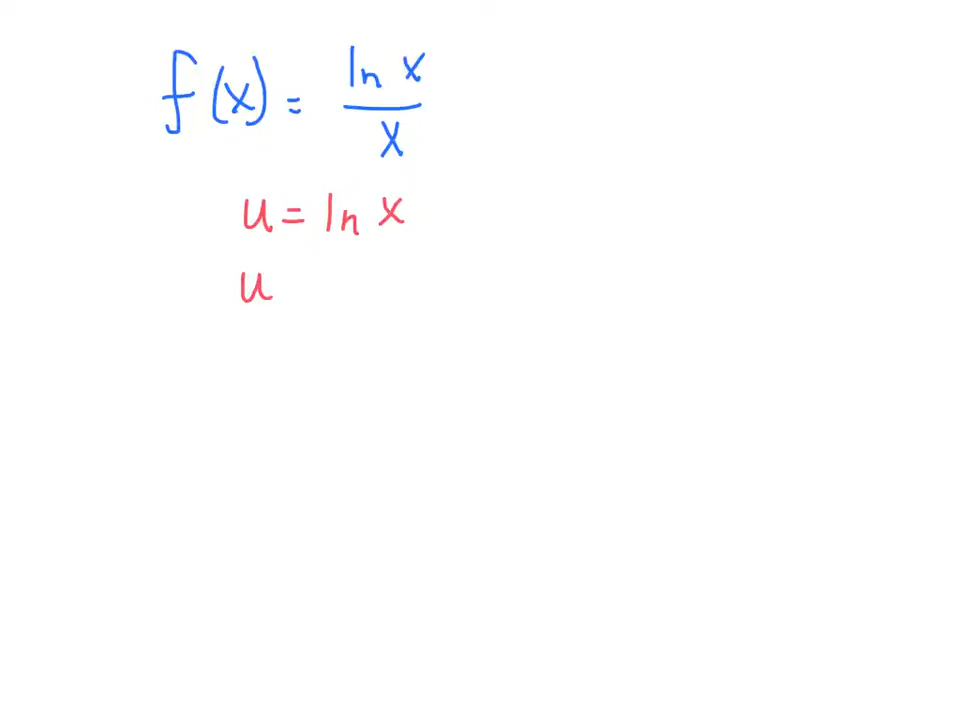 f(x) = ln x / x
u = ln x
u